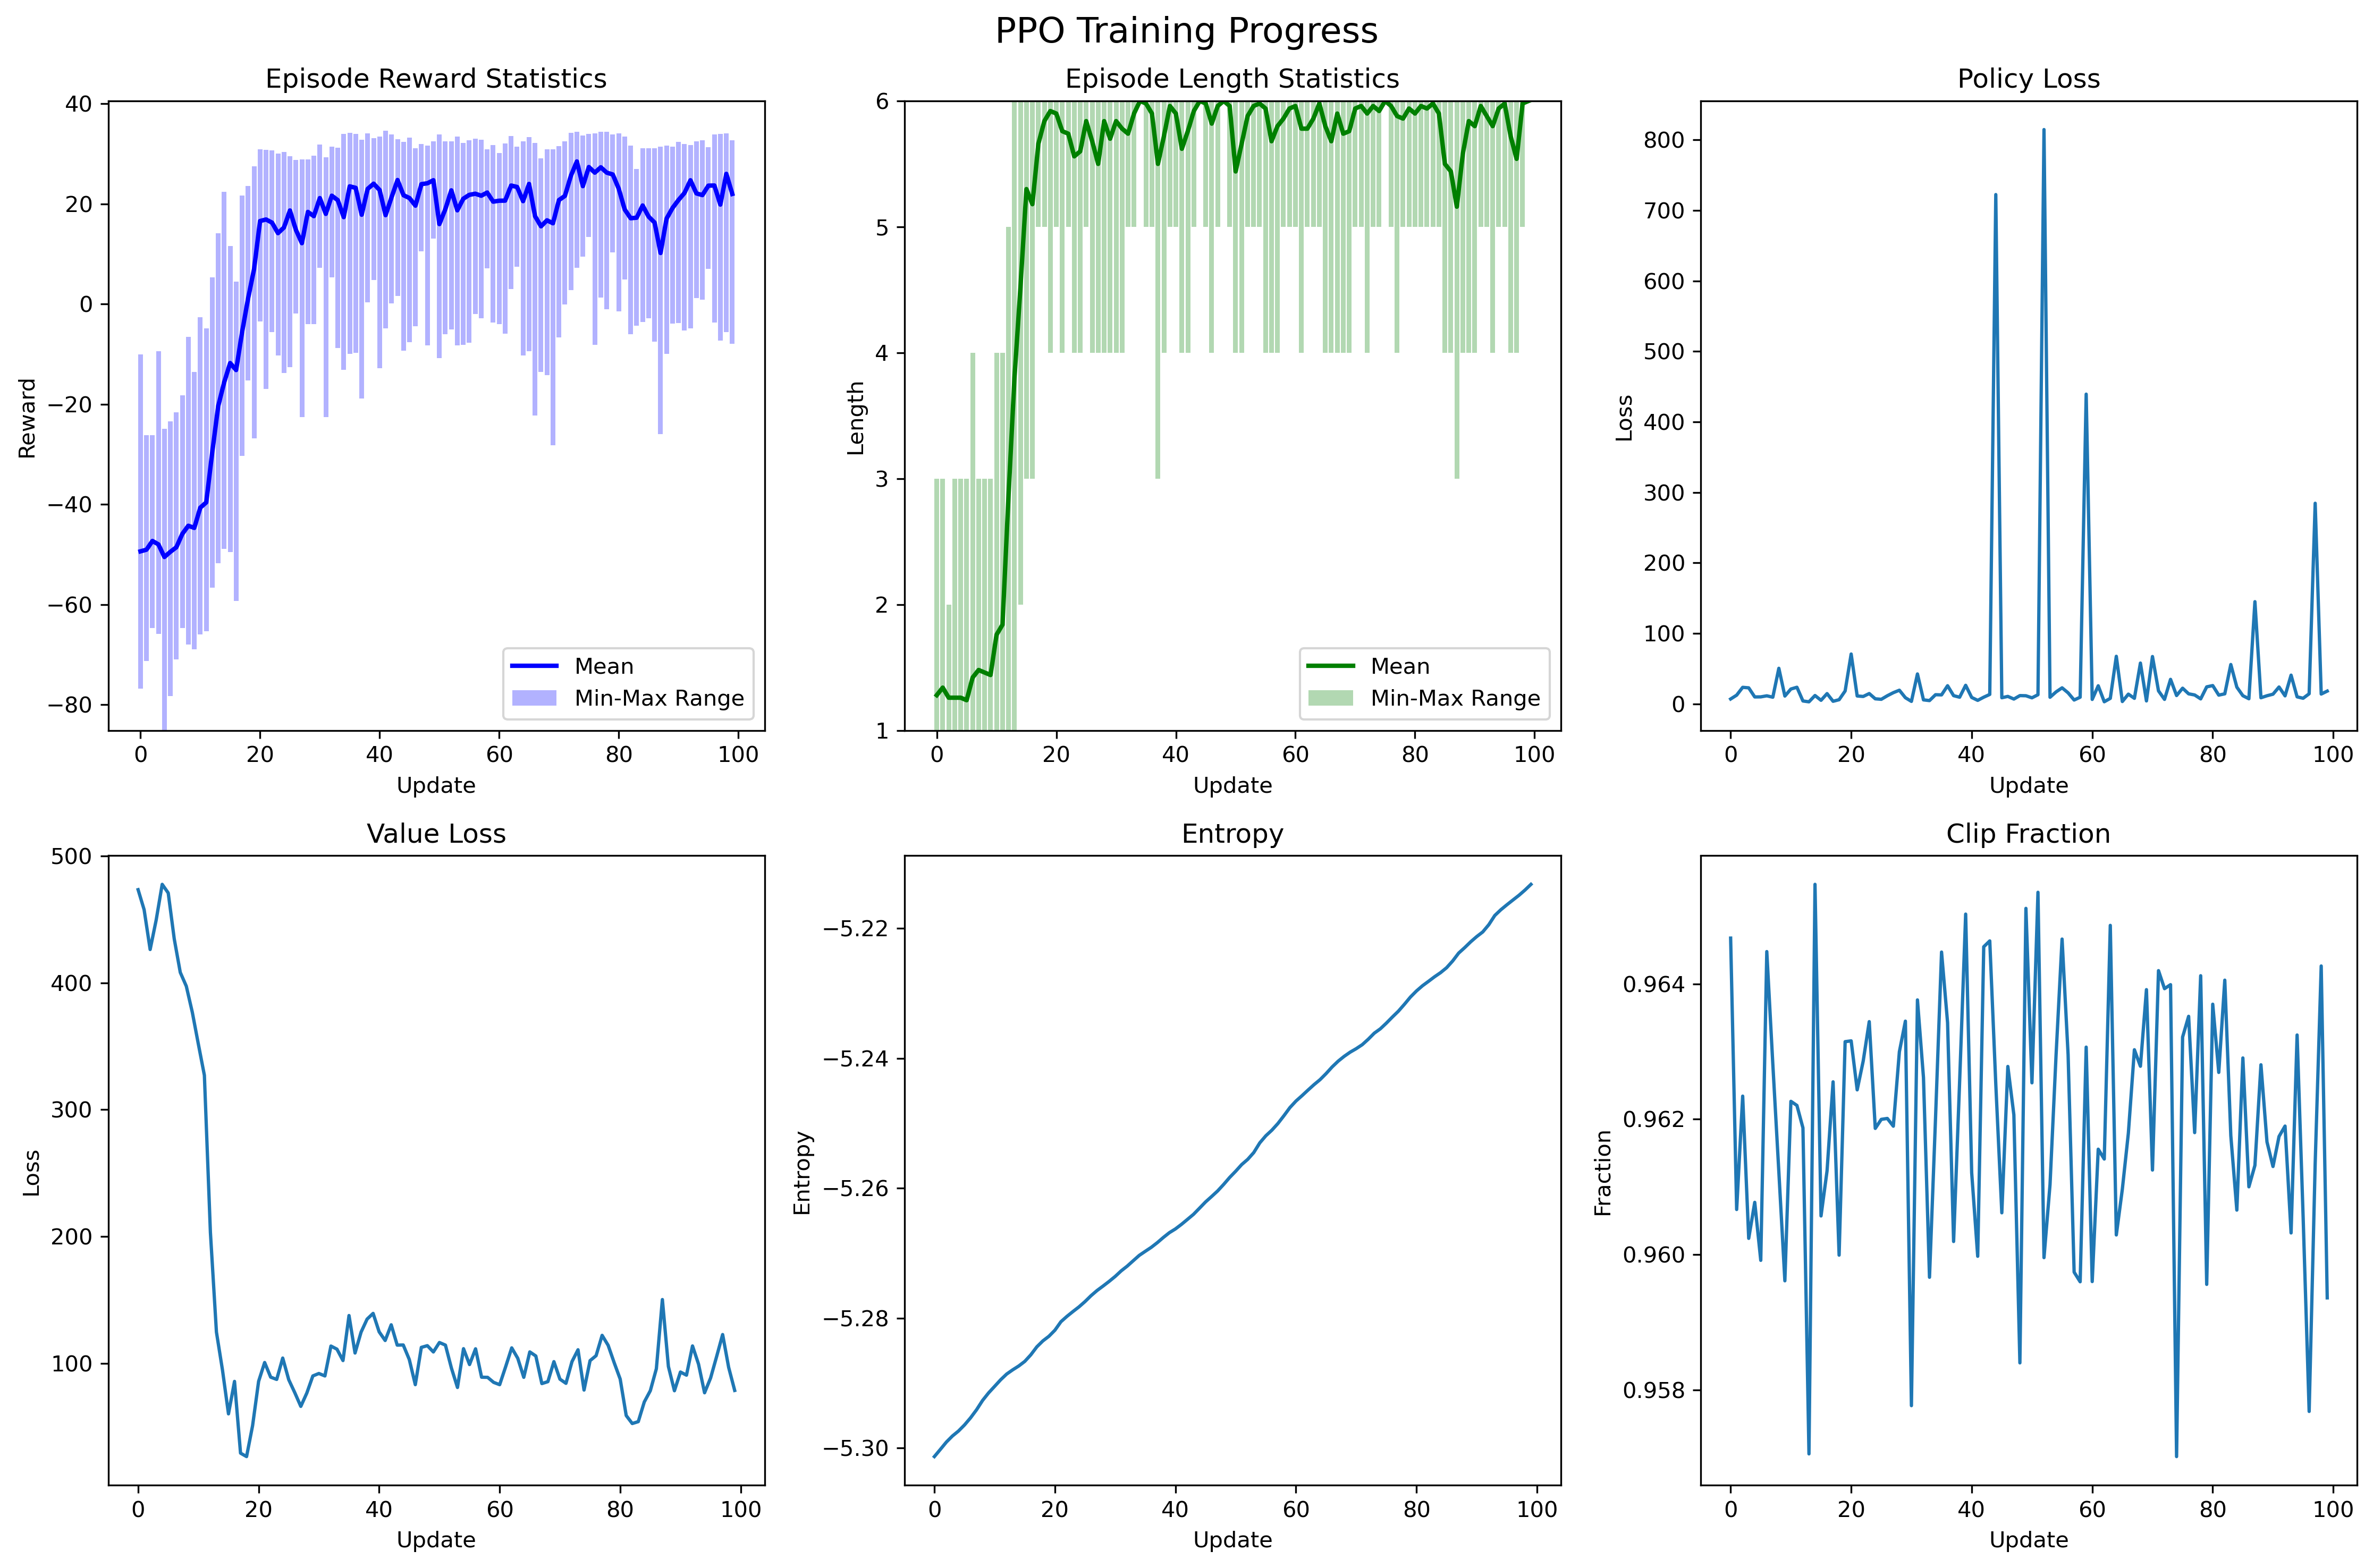 PPO Training Progress
Episode Reward Statistics
40
20
0
−20
−40
−60
−80
Reward
0 20 40 60 80 100
Update
Mean
Min-Max Range
Episode Length Statistics
6
5
4
3
2
1
Length
0 20 40 60 80 100
Update
Mean
Min-Max Range
Policy Loss
800
700
600
500
400
300
200
100
0
Loss
0 20 40 60 80 100
Update
Value Loss
500
400
300
200
100
Loss
0 20 40 60 80 100
Update
Entropy
−5.22
−5.24
−5.26
−5.28
−5.30
Entropy
0 20 40 60 80 100
Update
Clip Fraction
0.964
0.962
0.960
0.958
Fraction
0 20 40 60 80 100
Update